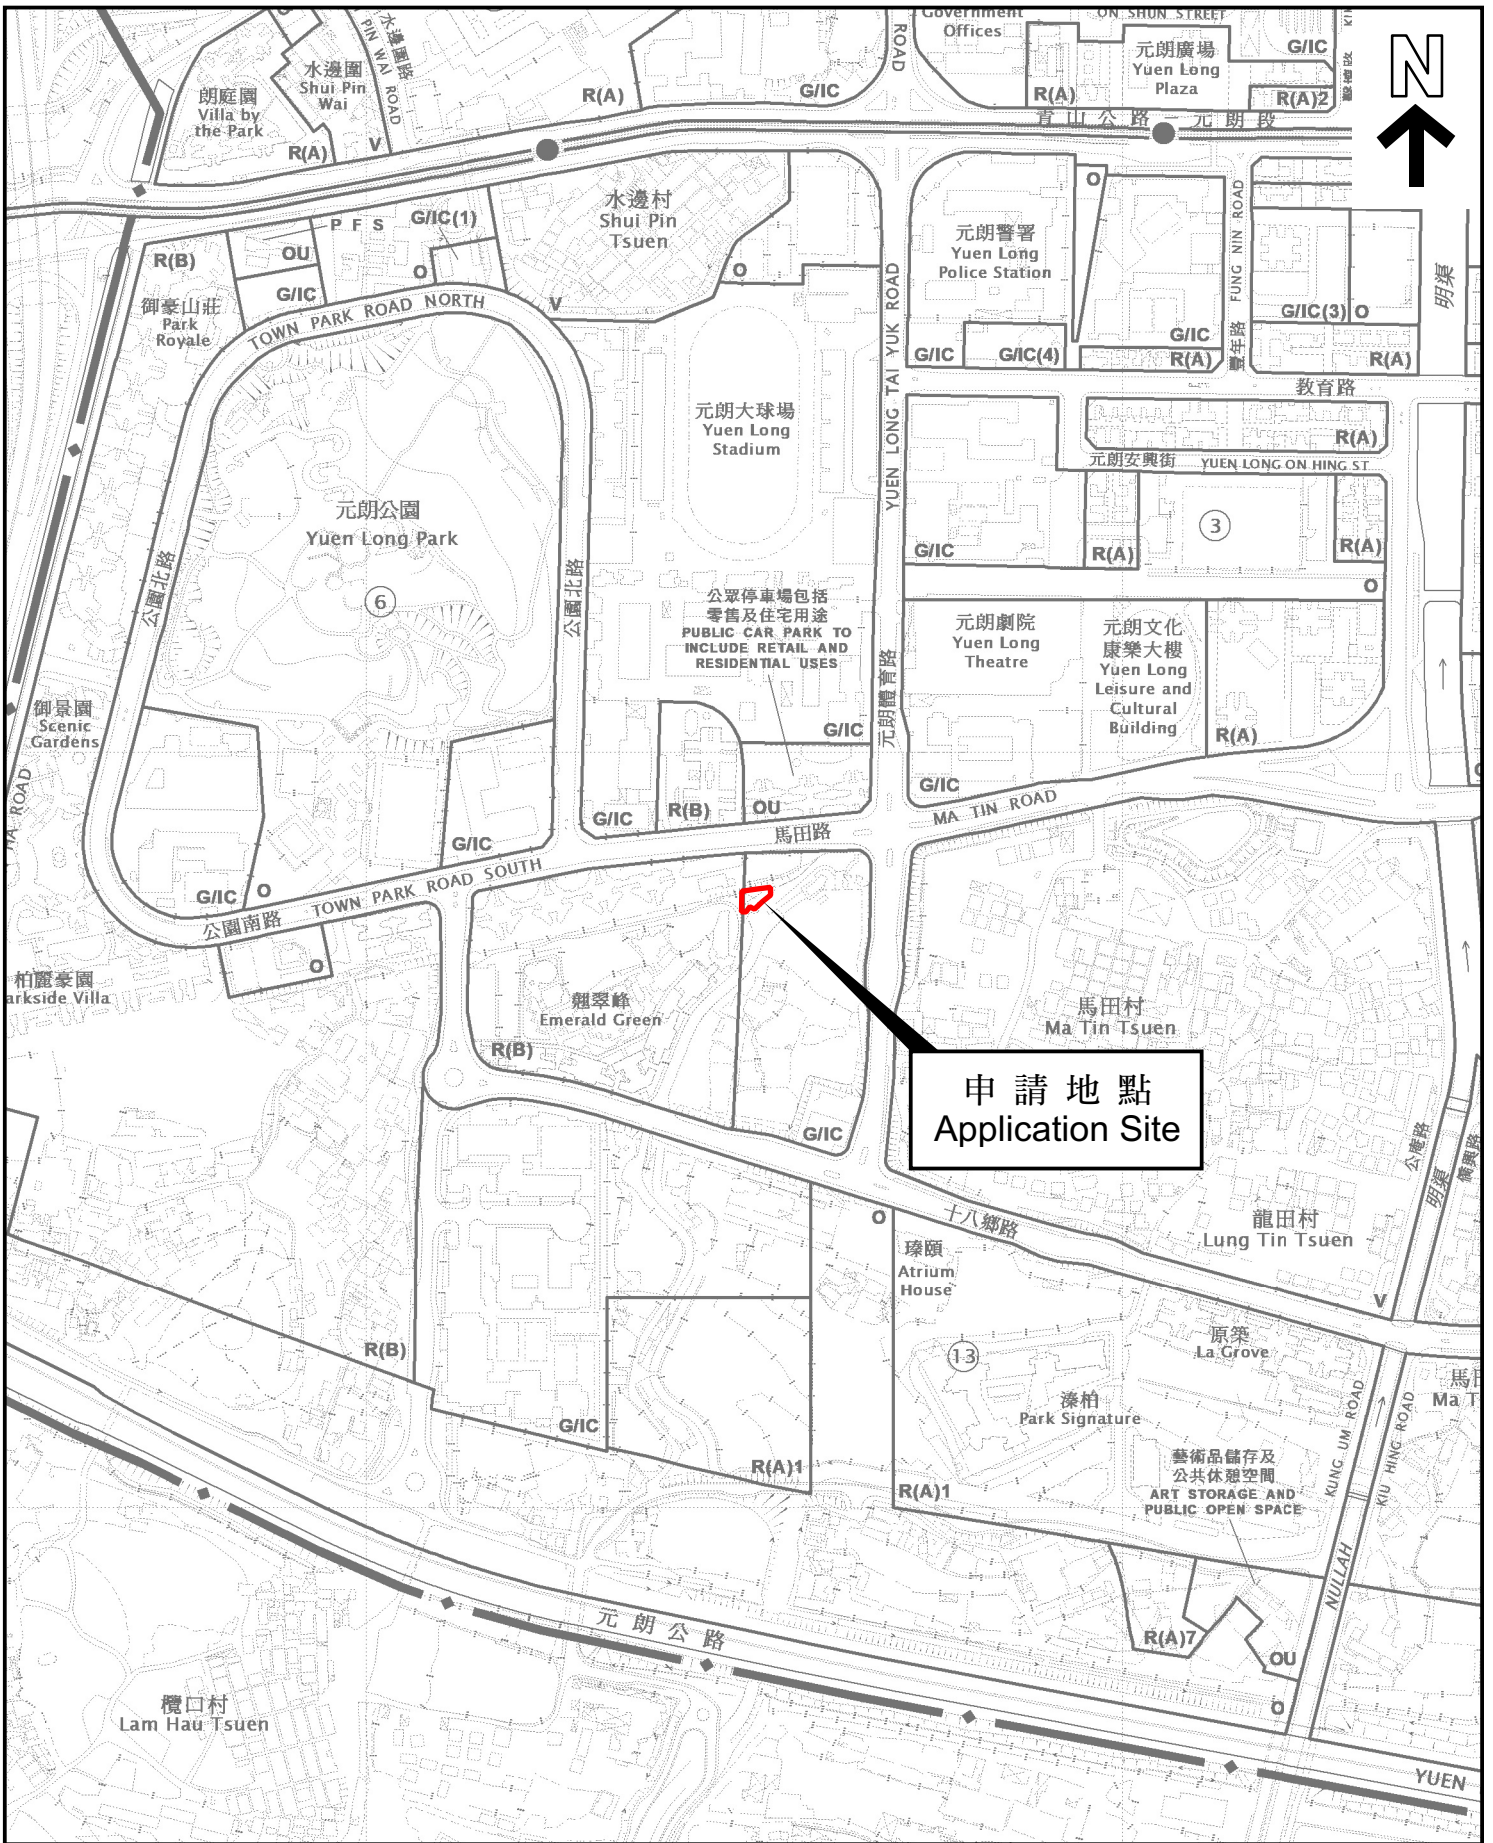 水邊圍路
PIN WAI ROAD
水邊圍
Shui Pin
Wai
朗庭園
Villa by
the Park
R(A)
V
R(A)
G/IC
ROAD
Government
Offices
ON SHUN STREET
元朗廣場
Yuen Long
Plaza
G/IC
R(A)
R(A)2
N
青山公路－元朗段
P F S
G/IC(1)
水邊村
Shui Pin
Tsuen
O
元朗警署
Yuen Long
Police Station
FUNG NIN ROAD
豐年路
明渠
R(B)
OU
O
G/IC
V
O
御豪山莊
Park
Royale
TOWN PARK ROAD NORTH
YUEN LONG TAI YUK ROAD
G/IC
G/IC(4)
G/IC
R(A)
G/IC(3)
O
R(A)
教育路
元朗大球場
Yuen Long
Stadium
R(A)
元朗安興街
YUEN LONG ON HING ST
元朗公園
Yuen Long Park
6
公園北路
公園北路
G/IC
R(A)
3
R(A)
O
公眾停車場包括
零售及住宅用途
PUBLIC CAR PARK TO
INCLUDE RETAIL AND
RESIDENTIAL USES
元朗體育路
元朗劇院
Yuen Long
Theatre
元朗文化
康樂大樓
Yuen Long
Leisure and
Cultural
Building
R(A)
御景園
Scenic
Gardens
HA ROAD
G/IC
G/IC
R(B)
OU
G/IC
MA TIN ROAD
馬田路
G/IC
G/IC
O
公園南路
TOWN PARK ROAD SOUTH
柏麗豪園
arkside Villa
O
翹翠峰
Emerald Green
R(B)
馬田村
Ma Tin Tsuen
申請地點
Application Site
G/IC
公庵路
明渠
僑興路
龍田村
Lung Tin Tsuen
O
十八鄉路
瑧頤
Atrium
House
V
原築
La Grove
R(B)
13
溱柏
Park Signature
馬田
Ma T
KUNG UM ROAD
KIU HING ROAD
G/IC
R(A)1
R(A)1
藝術品儲存及
公共休憩空間
ART STORAGE AND
PUBLIC OPEN SPACE
NULLAH
元朗公路
R(A)7
OU
O
欖口村
Lam Hau Tsuen
YUEN